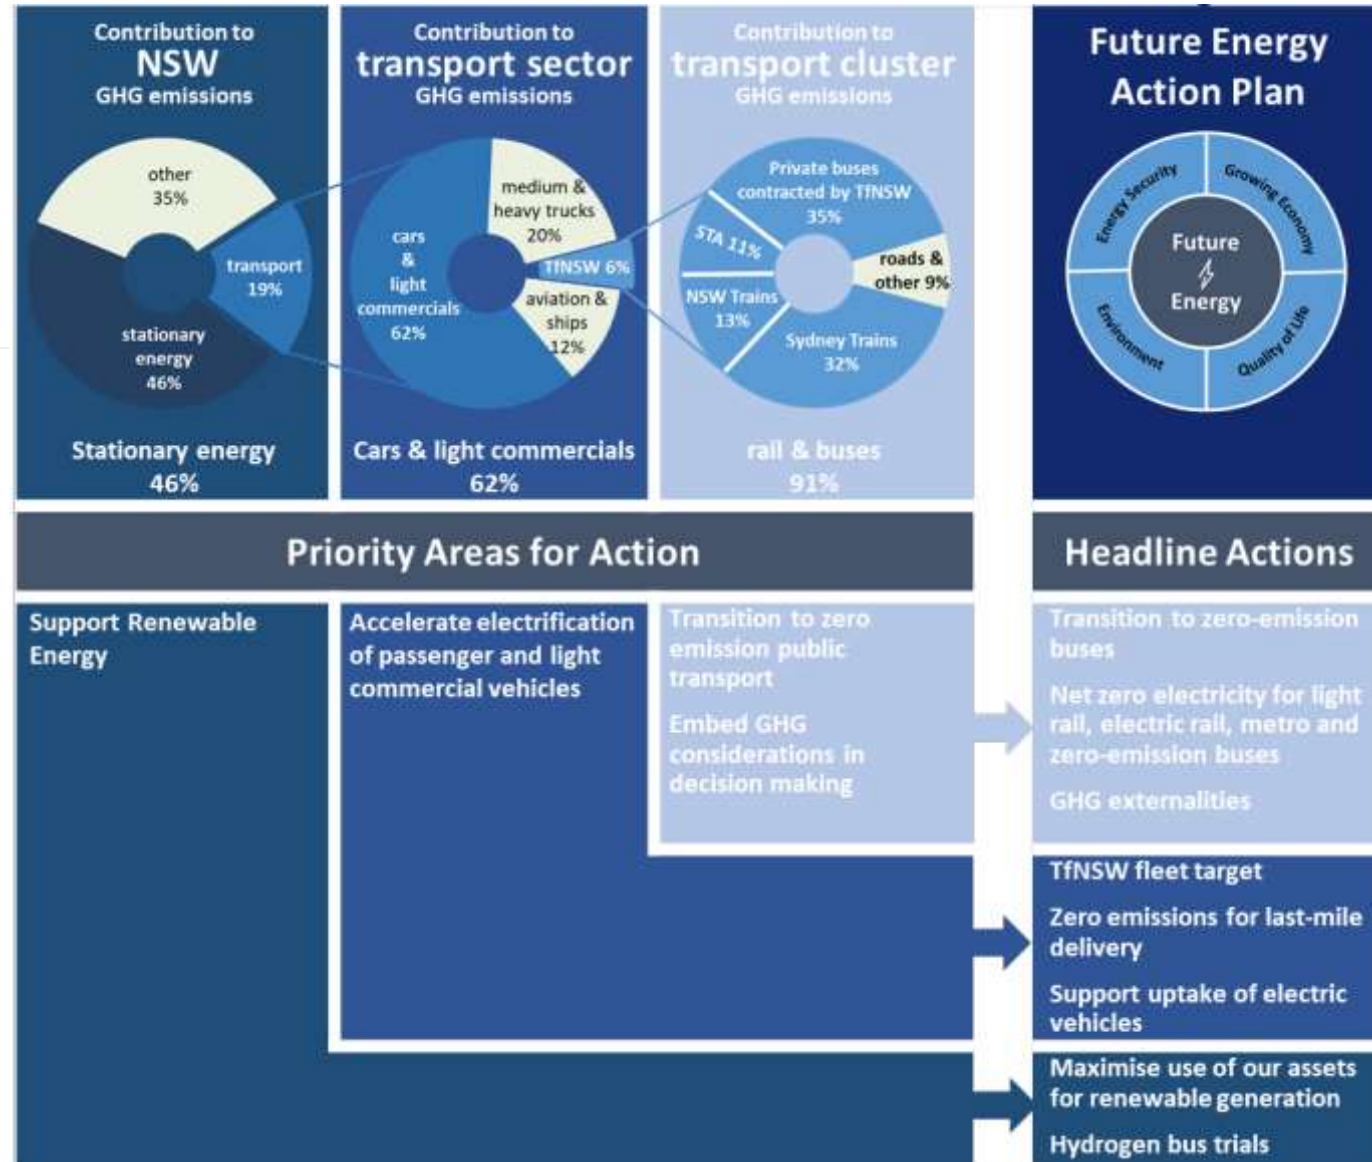 Contribution to
NSW
GHG emissions
other
35%
transport
19%
stationary
energy
46%
Stationary energy
46%
Contribution to
transport sector
GHG emissions
medium &
heavy trucks
20%
cars
&
light
commercials
62%
TfNSW 6%
aviation &
ships
12%
Cars & light commercials
62%
Contribution to
transport cluster
GHG emissions
Private buses
contracted by TfNSW
35%
STA 11%
roads &
other 9%
NSW Trains
13%
Sydney Trains
32%
rail & buses
91%
Future Energy
Action Plan
Energy Security
Growing Economy
Future
Energy
Environment
Quality of Life
Priority Areas for Action
Headline Actions
Support Renewable
Energy
Accelerate electrification
of passenger and light
commercial vehicles
Transition to zero
emission public
transport
Embed GHG
considerations in
decision making
Transition to zero-emission
buses
Net zero electricity for light
rail, electric rail, metro and
zero-emission buses
GHG externalities
TfNSW fleet target
Zero emissions for last-mile
delivery
Support uptake of electric
vehicles
Maximise use of our assets
for renewable generation
Hydrogen bus trials